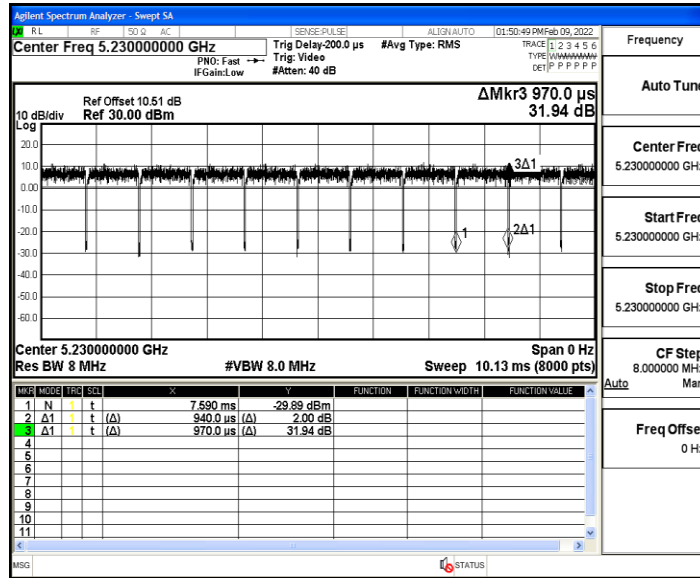 Agilent Spectrum Analyzer - Swept SA
RL RF 50 Ω AC SENSE:PULSE ALIGN AUTO 01:50:49 PM Feb 09, 2022
Center Freq 5.230000000 GHz
PNO: Fast
IFGain:Low
Trig Delay-200.0 µs
Trig: Video
#Atten: 40 dB
#Avg Type: RMS
TRACE 1 2 3 4 5 6
TYPE WWWWWW
DET P P P P P P
Ref Offset 10.51 dB
Ref 30.00 dBm
10 dB/div
Log
ΔMkr3 970.0 µs
31.94 dB
20.0
10.0
0.00
-10.0
-20.0
-30.0
-40.0
-50.0
-60.0
3Δ1
1
2Δ1
Center 5.230000000 GHz
Span 0 Hz
Res BW 8 MHz
#VBW 8.0 MHz
Sweep 10.13 ms (8000 pts)
MKR MODE TRC SCL X Y FUNCTION FUNCTION WIDTH FUNCTION VALUE
1 N 1 t 7.590 ms -29.89 dBm
2 Δ1 1 t (Δ) 940.0 µs (Δ) 2.00 dB
3 Δ1 1 t (Δ) 970.0 µs (Δ) 31.94 dB
4
5
6
7
8
9
10
11
MSG
STATUS
Frequency
Auto Tun
Center Fre
5.230000000 GH
Start Fre
5.230000000 GH
Stop Fre
5.230000000 GH
CF Step
8.000000 MH
Auto Ma
Freq Offse
0 H